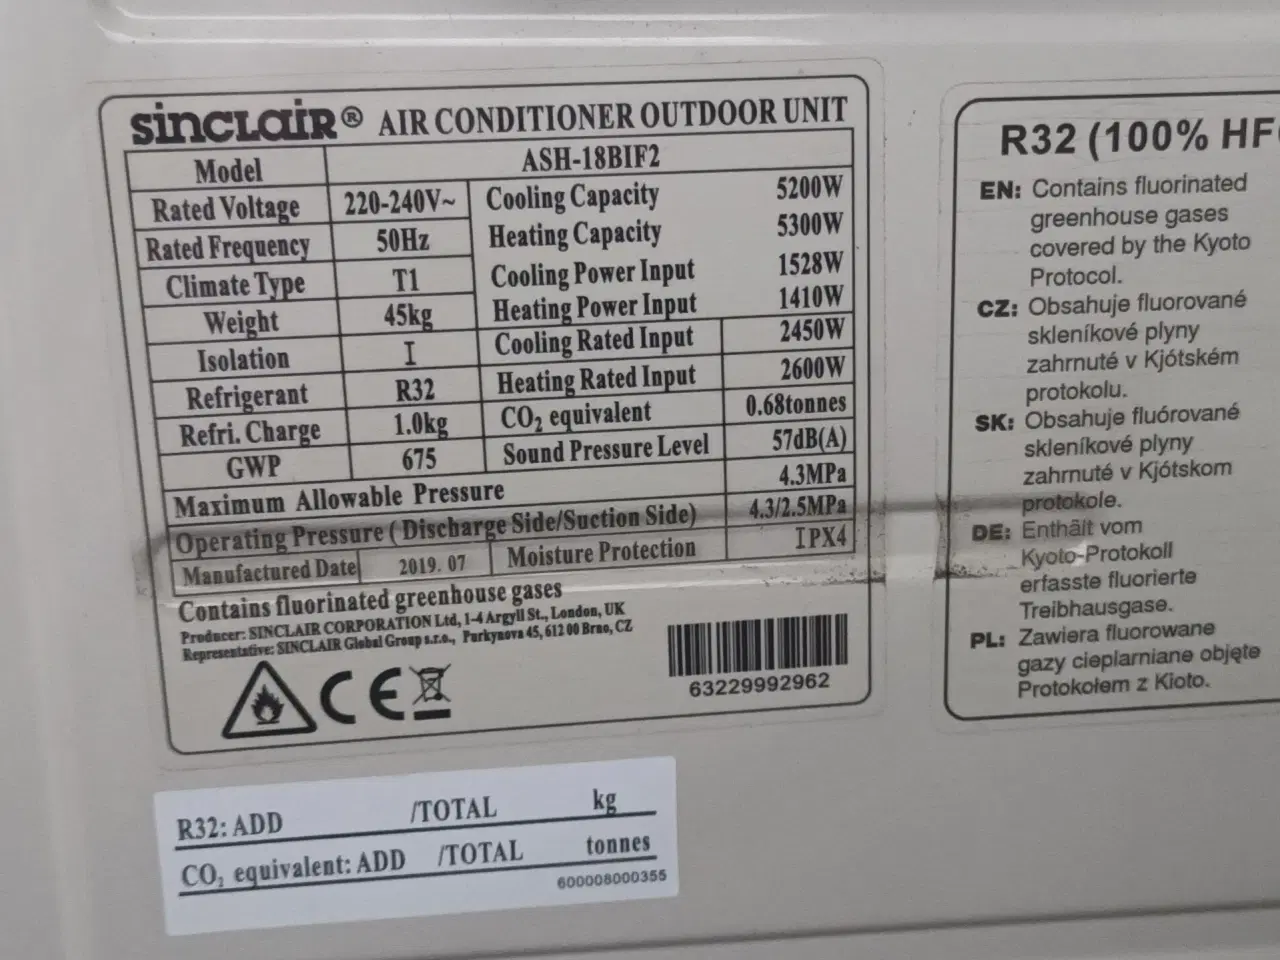 sinclair® AIR CONDITIONER OUTDOOR UNIT
Model ASH-18BIF2
Rated Voltage 220-240V~ Cooling Capacity 5200W
Rated Frequency 50Hz Heating Capacity 5300W
Climate Type T1 Cooling Power Input 1528W
Weight 45kg Heating Power Input 1410W
Isolation I Cooling Rated Input 2450W
Refrigerant R32 Heating Rated Input 2600W
Refri. Charge 1.0kg CO₂ equivalent 0.68tonnes
GWP 675 Sound Pressure Level 57dB(A)
Maximum Allowable Pressure 4.3MPa
Operating Pressure ( Discharge Side/Suction Side) 4.3/2.5MPa
Manufactured Date 2019. 07 Moisture Protection IPX4
Contains fluorinated greenhouse gases
Producer: SINCLAIR CORPORATION Ltd, 1-4 Argyll St., London, UK
Representative: SINCLAIR Global Group s.r.o., Purkynova 45, 612 00 Brno, CZ
CE
63229992962
R32: ADD /TOTAL kg
CO₂ equivalent: ADD /TOTAL tonnes
600008000355
R32 (100% HF
EN: Contains fluorinated
greenhouse gases
covered by the Kyoto
Protocol.
CZ: Obsahuje fluorované
skleníkové plyny
zahrnuté v Kjótském
protokolu.
SK: Obsahuje fluórované
skleníkové plyny
zahrnuté v Kjótskom
protokole.
DE: Enthält vom
Kyoto-Protokoll
erfasste fluorierte
Treibhausgase.
PL: Zawiera fluorowane
gazy cieplarniane objęte
Protokołem z Kioto.